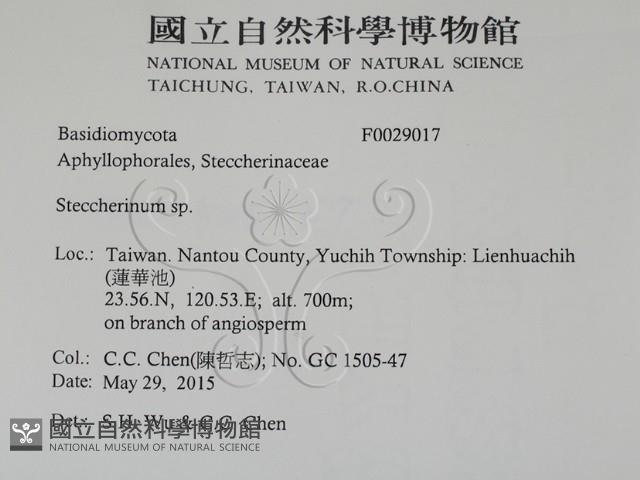 國立自然科學博物館
NATIONAL MUSEUM OF NATURAL SCIENCE
TAICHUNG, TAIWAN, R.O.CHINA
Basidiomycota F0029017
Aphyllophorales, Steccherinaceae
Steccherinum sp.
Loc.: Taiwan. Nantou County, Yuchih Township: Lienhuachih
(蓮華池)
23.56.N, 120.53.E; alt. 700m;
on branch of angiosperm
Col.: C.C. Chen(陳哲志); No. GC 1505-47
Date: May 29, 2015
Det.: S.H. Wu & C.C. Chen
國立自然科學博物館
NATIONAL MUSEUM OF NATURAL SCIENCE